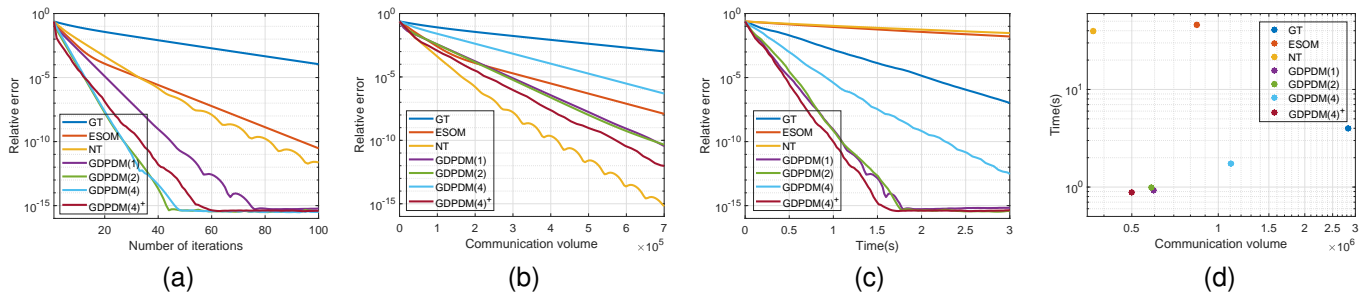 10^0
10^-5
10^-10
10^-15
Relative error
GT
ESOM
NT
GDPDM(1)
GDPDM(2)
GDPDM(4)
GDPDM(4)^+
20 40 60 80 100
Number of iterations
(a)
10^0
10^-5
10^-10
10^-15
Relative error
GT
ESOM
NT
GDPDM(1)
GDPDM(2)
GDPDM(4)
GDPDM(4)^+
0 1 2 3 4 5 6 7
Communication volume
×10^5
(b)
10^0
10^-5
10^-10
10^-15
Relative error
GT
ESOM
NT
GDPDM(1)
GDPDM(2)
GDPDM(4)
GDPDM(4)^+
0 0.5 1 1.5 2 2.5 3
Time(s)
(c)
10^1
10^0
Time(s)
GT
ESOM
NT
GDPDM(1)
GDPDM(2)
GDPDM(4)
GDPDM(4)^+
0.5 1 1.5 2 2.5 3
Communication volume
×10^6
(d)